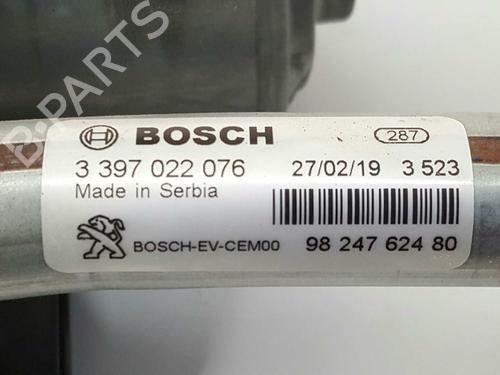 B-PARTS
BOSCH 287
3 397 022 076 27/02/19 3 523
Made in Serbia
BOSCH-EV-CEM00 98 247 624 80